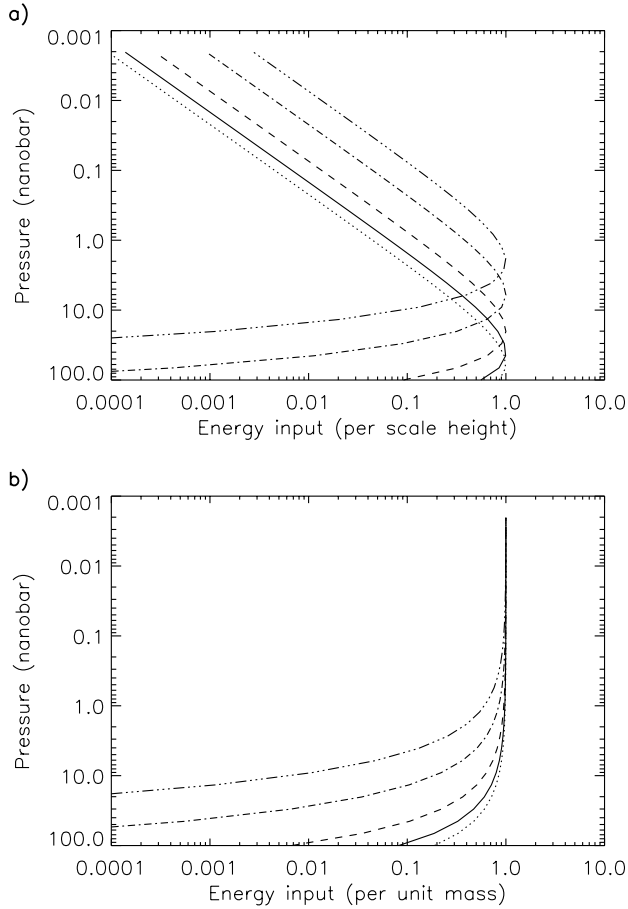 a)
0.001
0.01
0.1
1.0
10.0
100.0
Pressure (nanobar)
0.0001 0.001 0.01 0.1 1.0 10.0
Energy input (per scale height)
b)
0.001
0.01
0.1
1.0
10.0
100.0
Pressure (nanobar)
0.0001 0.001 0.01 0.1 1.0 10.0
Energy input (per unit mass)